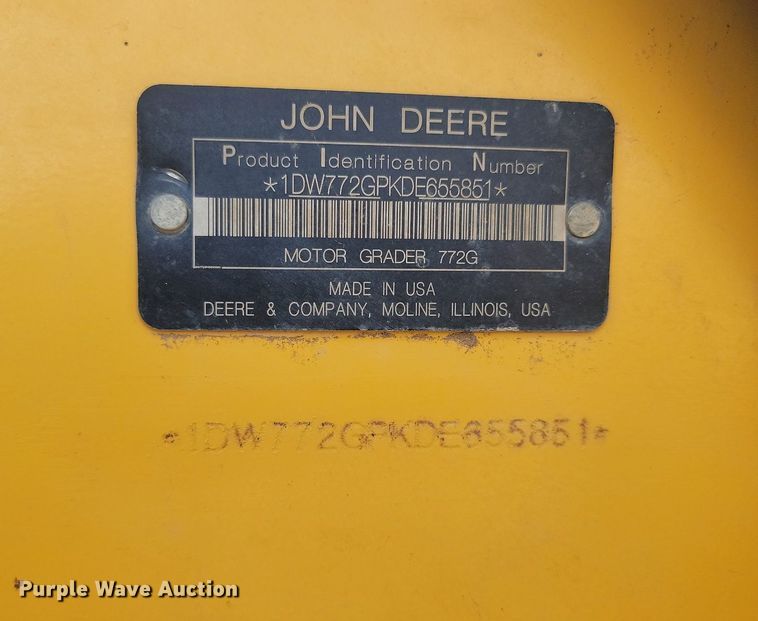 JOHN DEERE
Product Identification Number
*1DW772GPKDE655851*
MOTOR GRADER 772G
MADE IN USA
DEERE & COMPANY, MOLINE, ILLINOIS, USA
*1DW772GPKDE655851*
Purple Wave Auction